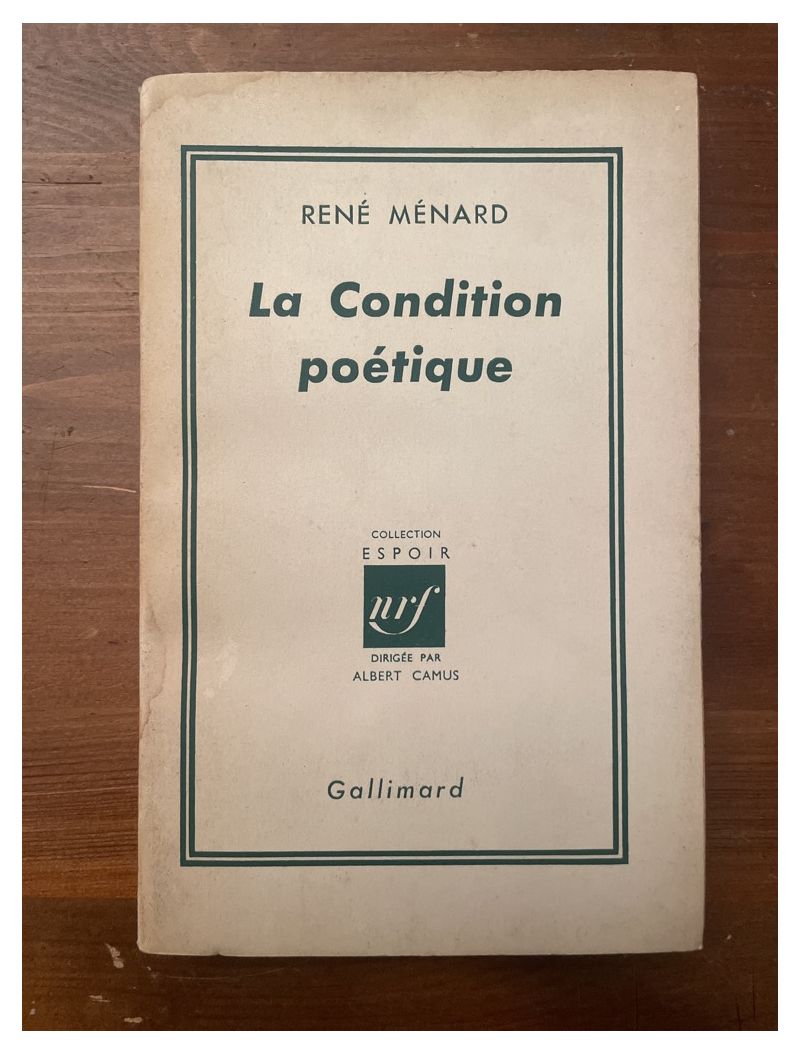 RENÉ MÉNARD
La Condition
poétique
COLLECTION
ESPOIR
nrf
DIRIGÉE PAR
ALBERT CAMUS
Gallimard